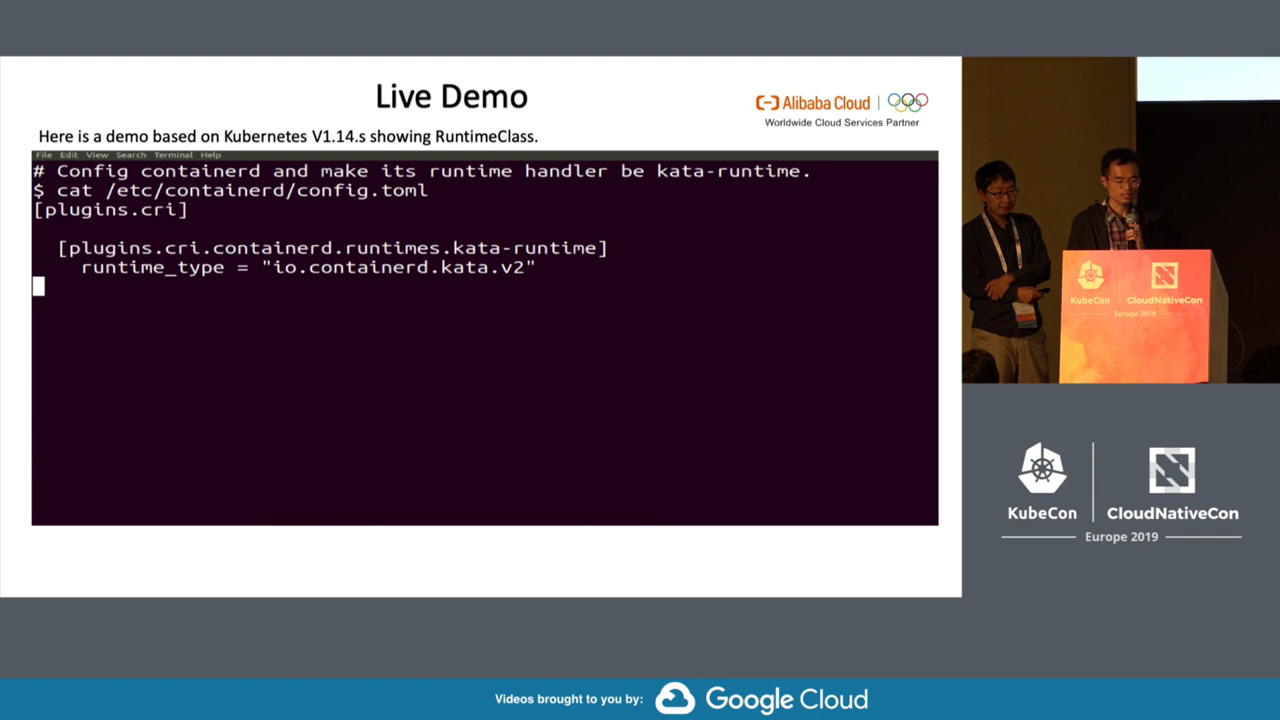 Live Demo
Alibaba Cloud
Worldwide Cloud Services Partner
Here is a demo based on Kubernetes V1.14.s showing RuntimeClass.
File Edit View Search Terminal Help
# Config containerd and make its runtime handler be kata-runtime.
$ cat /etc/containerd/config.toml
[plugins.cri]
[plugins.cri.containerd.runtimes.kata-runtime]
runtime_type = "io.containerd.kata.v2"
KubeCon CloudNativeCon
Europe 2019
KubeCon CloudNativeCon
Europe 2019
Videos brought to you by: Google Cloud